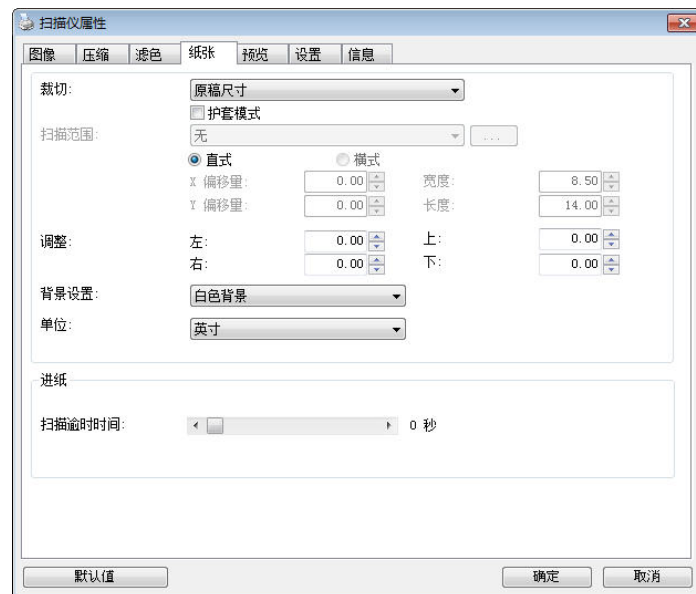 扫描仪属性
图像 压缩 滤色 纸张 预览 设置 信息
裁切: 原稿尺寸
护套模式
扫描范围: 无 ...
直式 横式
X 偏移量: 0.00 宽度: 8.50
Y 偏移量: 0.00 长度: 14.00
调整: 左: 0.00 上: 0.00
右: 0.00 下: 0.00
背景设置: 白色背景
单位: 英寸
进纸
扫描逾时时间: 0 秒
默认值 确定 取消